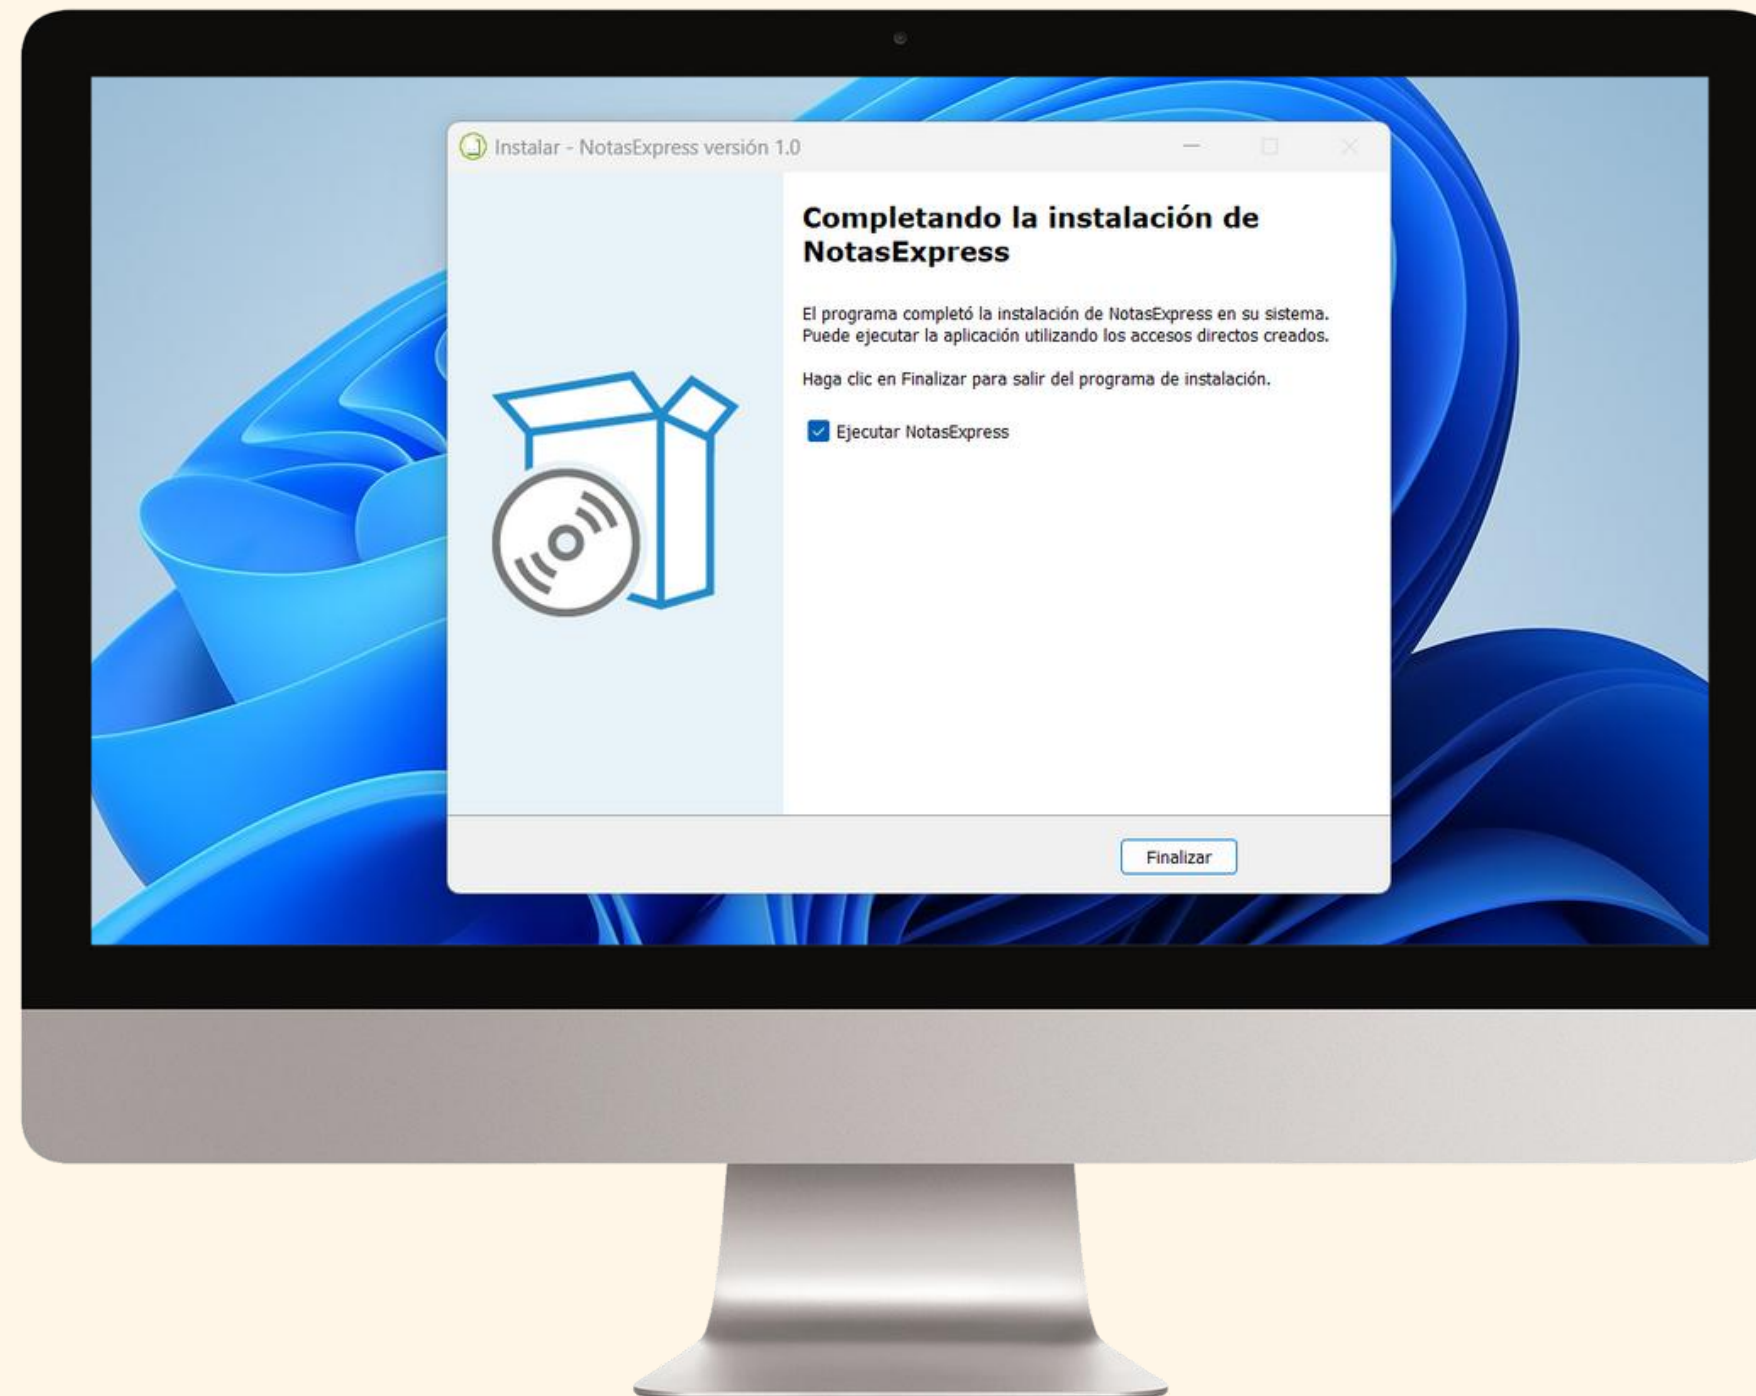 Instalar - NotasExpress versión 1.0
Completando la instalación de
NotasExpress
El programa completó la instalación de NotasExpress en su sistema.
Puede ejecutar la aplicación utilizando los accesos directos creados.
Haga clic en Finalizar para salir del programa de instalación.
Ejecutar NotasExpress
Finalizar